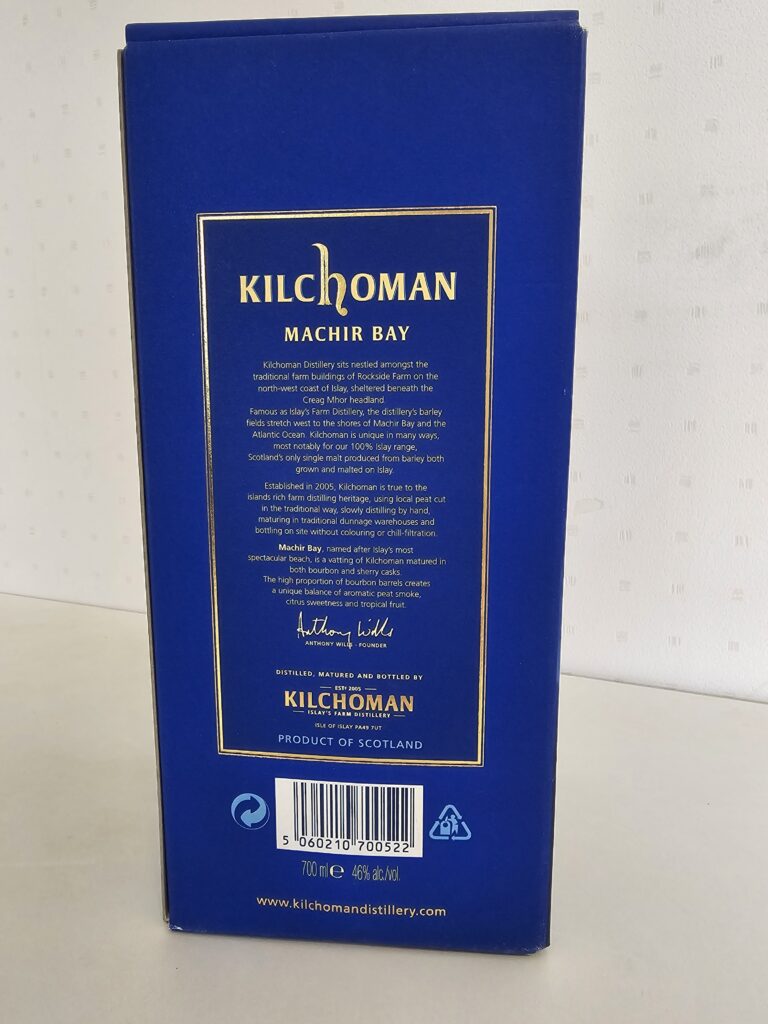 KILCHOMAN
MACHIR BAY
Kilchoman Distillery sits nestled amongst the
traditional farm buildings of Rockside Farm on the
north-west coast of Islay, sheltered beneath the
Creag Mhor headland.
Famous as Islay's Farm Distillery, the distillery's barley
fields stretch west to the shores of Machir Bay and the
Atlantic Ocean. Kilchoman is unique in many ways,
most notably for our 100% Islay range,
Scotland's only single malt produced from barley both
grown and malted on Islay.
Established in 2005, Kilchoman is true to the
islands rich farm distilling heritage, using local peat cut
in the traditional way, slowly distilling by hand,
maturing in traditional dunnage warehouses and
bottling on site without colouring or chill-filtration.
Machir Bay, named after Islay's most
spectacular beach, is a vatting of Kilchoman matured in
both bourbon and sherry casks.
The high proportion of bourbon barrels creates
a unique balance of aromatic peat smoke,
citrus sweetness and tropical fruit.
Anthony Wills
ANTHONY WILLS - FOUNDER
DISTILLED, MATURED AND BOTTLED BY
ESTD 2005
KILCHOMAN
ISLAY'S FARM DISTILLERY
ISLE OF ISLAY PA49 7UT
PRODUCT OF SCOTLAND
5 060210 700522
700 ml e 46% alc./vol.
www.kilchomandistillery.com